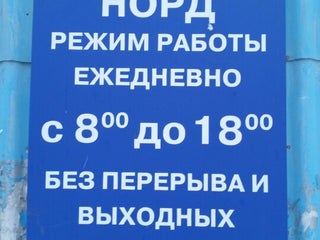 НОРД
РЕЖИМ РАБОТЫ
ЕЖЕДНЕВНО
с 8⁰⁰ до 18⁰⁰
БЕЗ ПЕРЕРЫВА И
ВЫХОДНЫХ